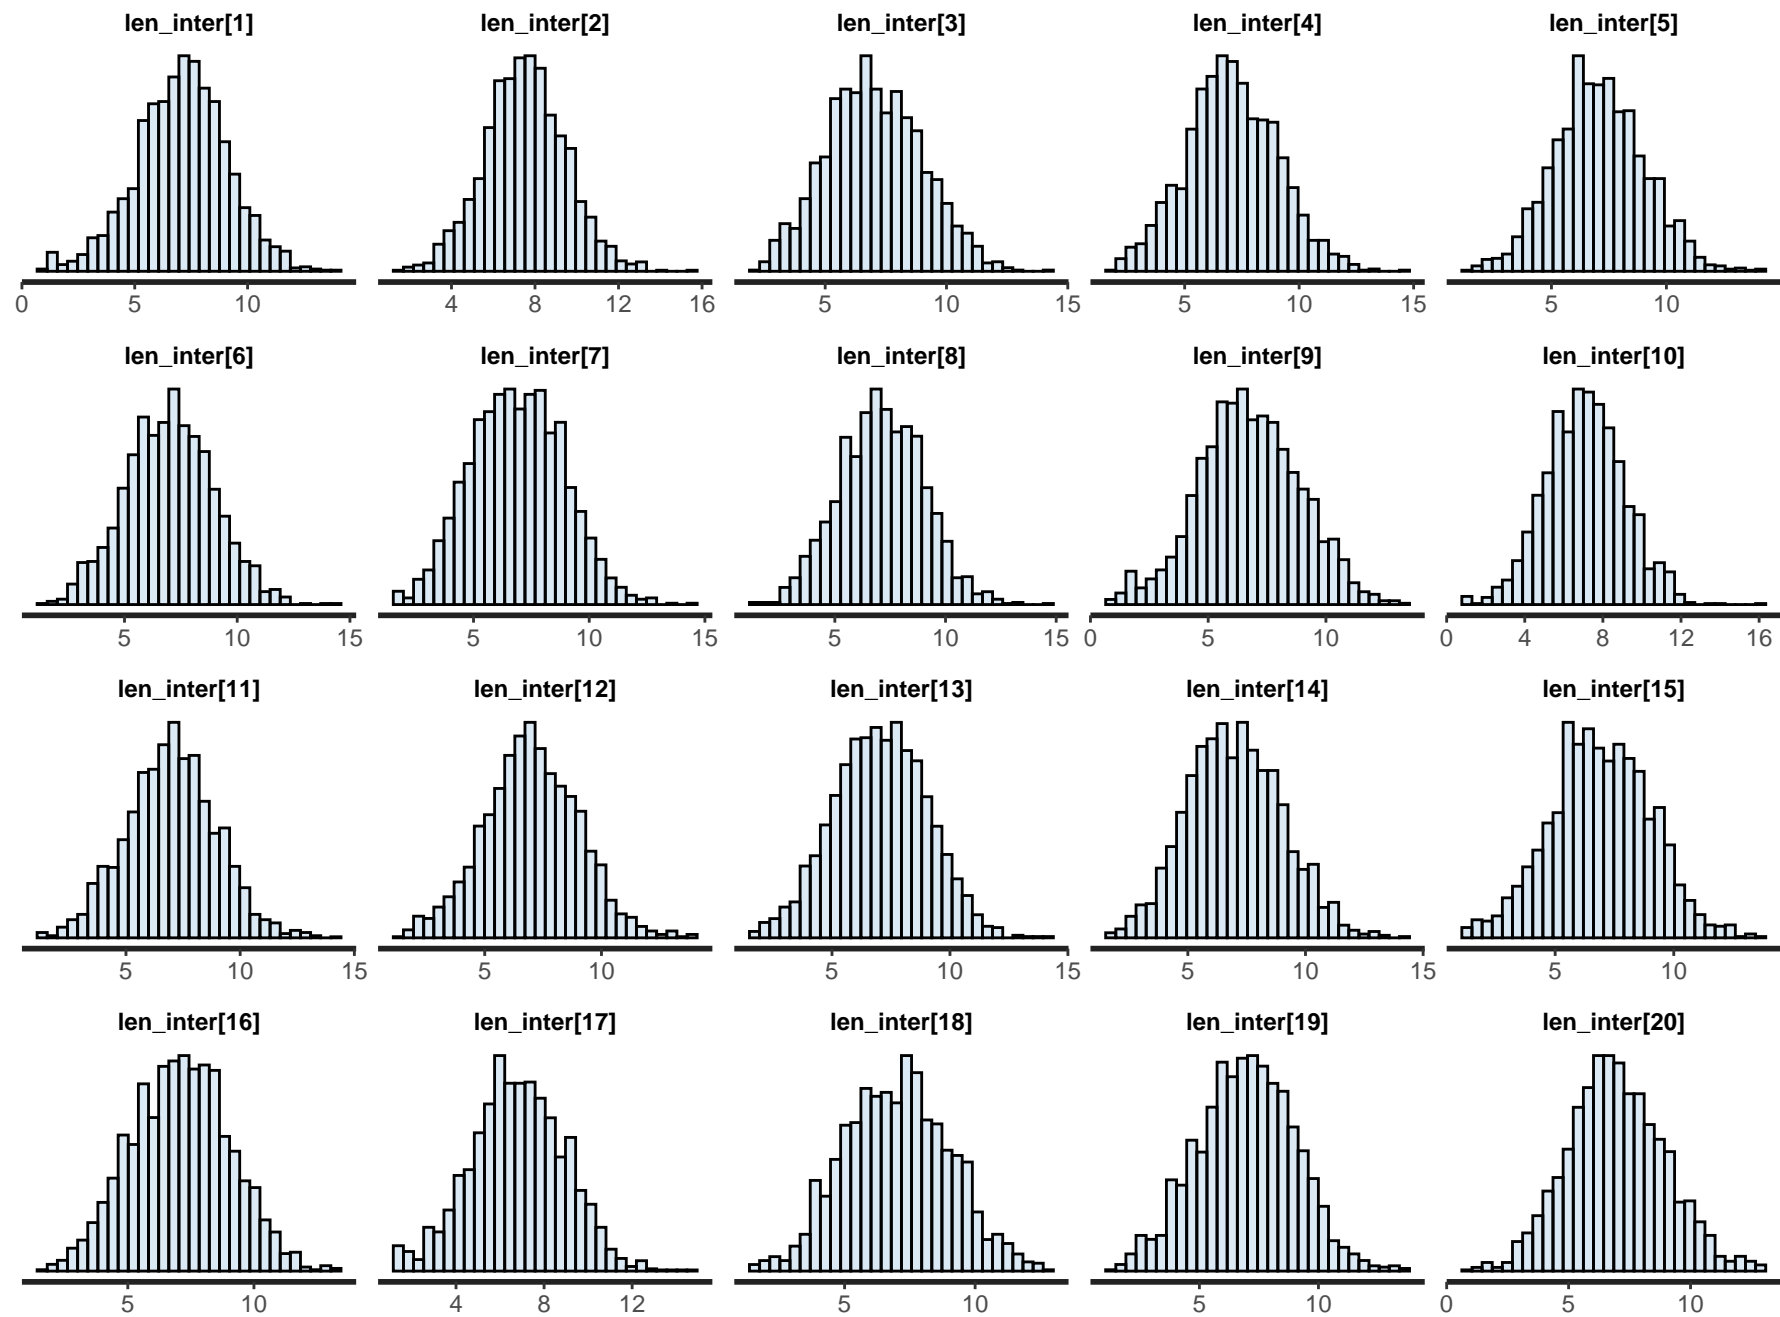 len_inter[1] len_inter[2] len_inter[3] len_inter[4] len_inter[5]
0 5 10 4 8 12 16 5 10 15 5 10 15 5 10
len_inter[6] len_inter[7] len_inter[8] len_inter[9] len_inter[10]
5 10 15 5 10 15 5 10 15 0 5 10 0 4 8 12 16
len_inter[11] len_inter[12] len_inter[13] len_inter[14] len_inter[15]
5 10 15 5 10 5 10 15 5 10 15 5 10
len_inter[16] len_inter[17] len_inter[18] len_inter[19] len_inter[20]
5 10 4 8 12 5 10 5 10 0 5 10